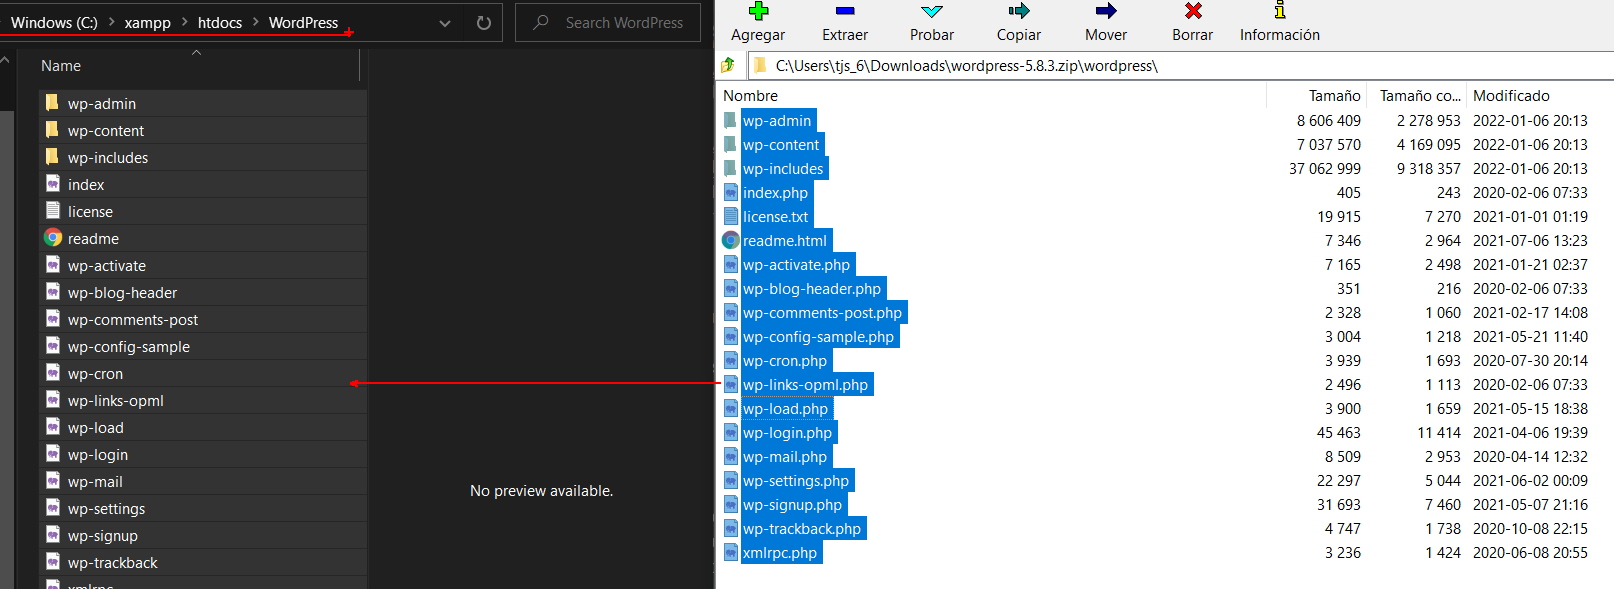 Windows (C:) > xampp > htdocs > WordPress
Search WordPress
Name
wp-admin
wp-content
wp-includes
index
license
readme
wp-activate
wp-blog-header
wp-comments-post
wp-config-sample
wp-cron
wp-links-opml
wp-load
wp-login
wp-mail
wp-settings
wp-signup
wp-trackback
xmlrpc
No preview available.
Agregar Extraer Probar Copiar Mover Borrar Información
C:\Users\tjs_6\Downloads\wordpress-5.8.3.zip\wordpress\
Nombre Tamaño Tamaño co... Modificado
wp-admin 8 606 409 2 278 953 2022-01-06 20:13
wp-content 7 037 570 4 169 095 2022-01-06 20:13
wp-includes 37 062 999 9 318 357 2022-01-06 20:13
index.php 405 243 2020-02-06 07:33
license.txt 19 915 7 270 2021-01-01 01:19
readme.html 7 346 2 964 2021-07-06 13:23
wp-activate.php 7 165 2 498 2021-01-21 02:37
wp-blog-header.php 351 216 2020-02-06 07:33
wp-comments-post.php 2 328 1 060 2021-02-17 14:08
wp-config-sample.php 3 004 1 218 2021-05-21 11:40
wp-cron.php 3 939 1 693 2020-07-30 20:14
wp-links-opml.php 2 496 1 113 2020-02-06 07:33
wp-load.php 3 900 1 659 2021-05-15 18:38
wp-login.php 45 463 11 414 2021-04-06 19:39
wp-mail.php 8 509 2 953 2020-04-14 12:32
wp-settings.php 22 297 5 044 2021-06-02 00:09
wp-signup.php 31 693 7 460 2021-05-07 21:16
wp-trackback.php 4 747 1 738 2020-10-08 22:15
xmlrpc.php 3 236 1 424 2020-06-08 20:55